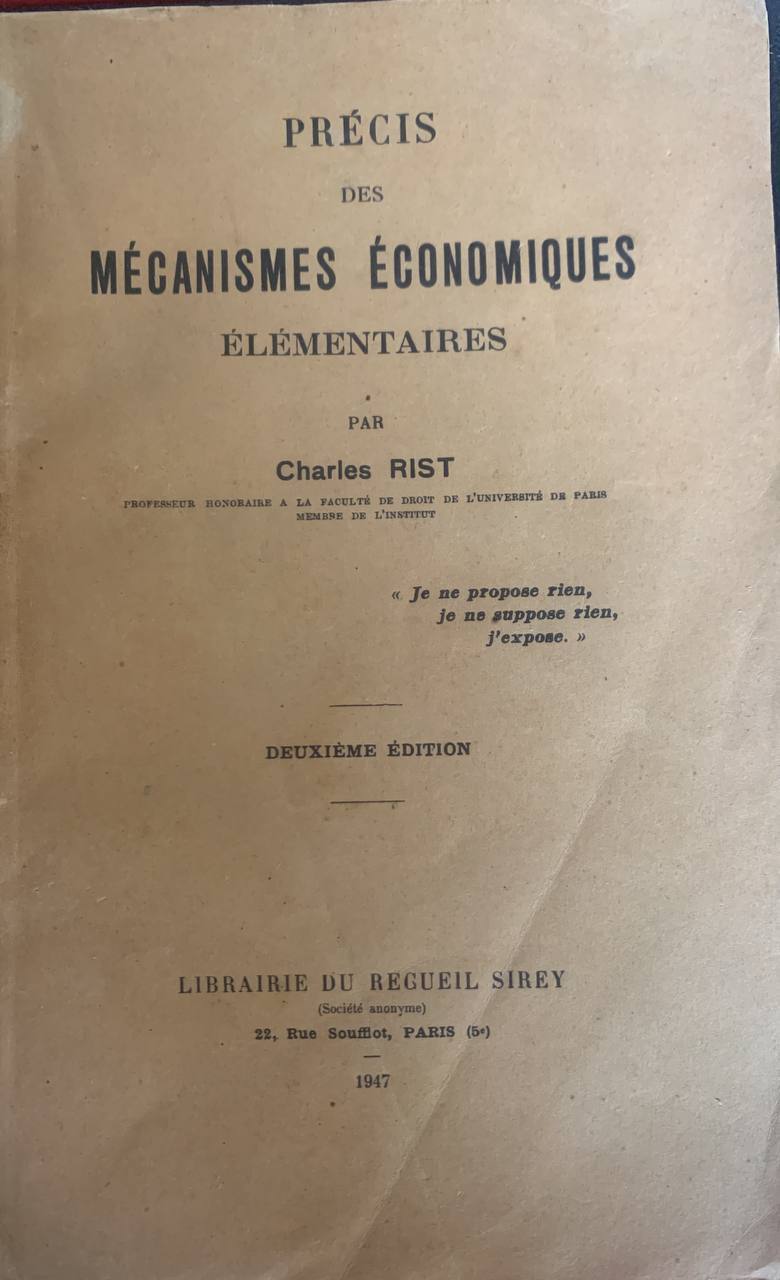 PRÉCIS
DES
MÉCANISMES ÉCONOMIQUES
ÉLÉMENTAIRES
PAR
Charles RIST
PROFESSEUR HONORAIRE A LA FACULTÉ DE DROIT DE L'UNIVERSITÉ DE PARIS
MEMBRE DE L'INSTITUT
« Je ne propose rien,
je ne suppose rien,
j'expose. »
DEUXIÈME ÉDITION
LIBRAIRIE DU RECUEIL SIREY
(Société anonyme)
22, Rue Soufflot, PARIS (5ᵉ)
1947